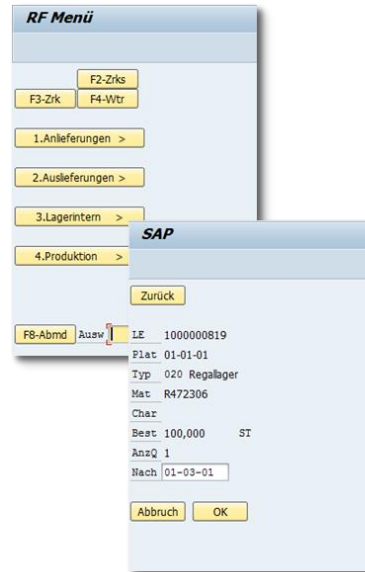 RF Menü
F2-Zrks
F3-Zrk F4-Wtr
1.Anlieferungen >
2.Auslieferungen >
3.Lagerintern >
4.Produktion >
F8-Abmd Ausw
SAP
Zurück
LE 1000000819
Plat 01-01-01
Typ 020 Regallager
Mat R472306
Char
Best 100,000 ST
AnzQ 1
Nach 01-03-01
Abbruch OK